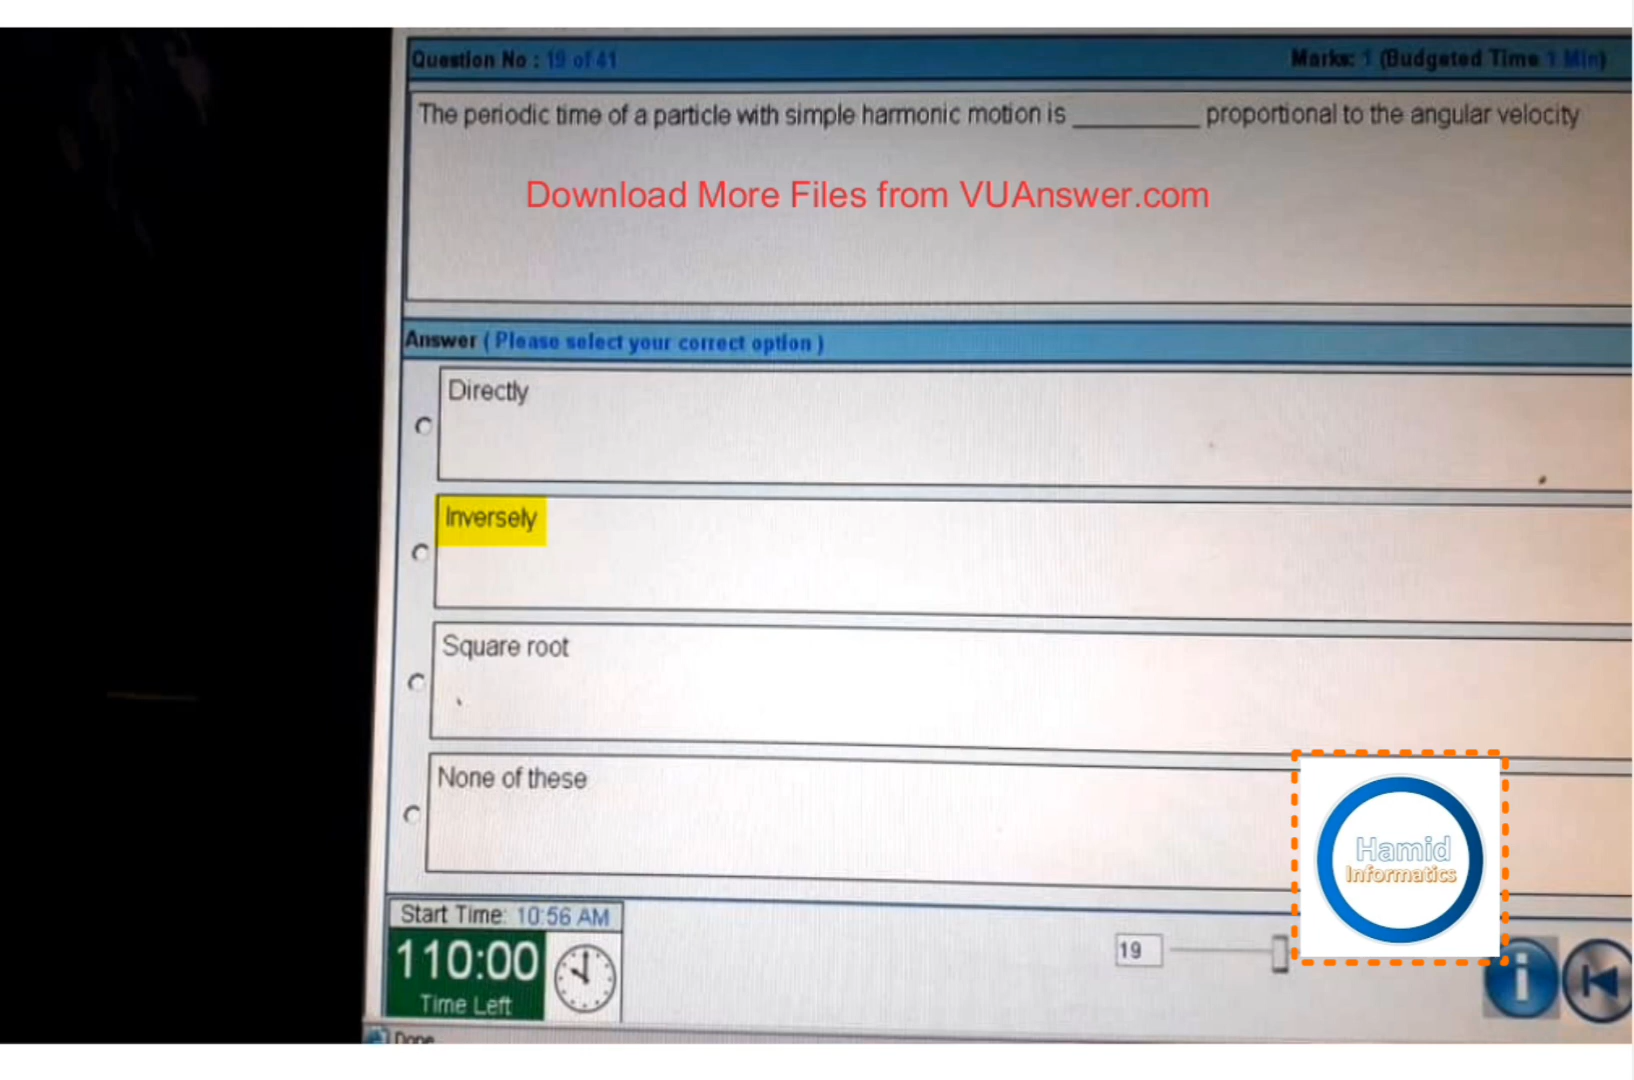 Question No : 19 of 41
Marks: 1 (Budgeted Time 1 Min)
The periodic time of a particle with simple harmonic motion is __________ proportional to the angular velocity
Download More Files from VUAnswer.com
Answer ( Please select your correct option )
Directly
Inversely
Square root
None of these
Hamid
Informatics
Start Time: 10:56 AM
110:00
Time Left
19
i
Done